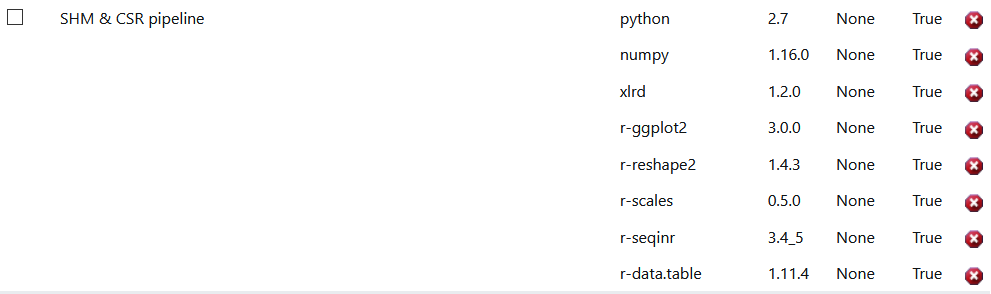 SHM & CSR pipeline python 2.7 None True
numpy 1.16.0 None True
xlrd 1.2.0 None True
r-ggplot2 3.0.0 None True
r-reshape2 1.4.3 None True
r-scales 0.5.0 None True
r-seqinr 3.4_5 None True
r-data.table 1.11.4 None True